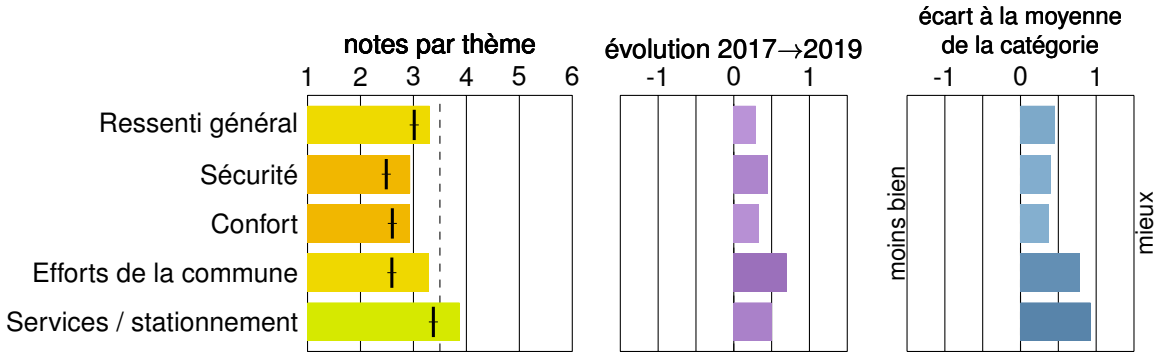 notes par thème
1 2 3 4 5 6
évolution 2017→2019
-1 0 1
écart à la moyenne
de la catégorie
-1 0 1
Ressenti général
Sécurité
Confort
Efforts de la commune
Services / stationnement
moins bien
mieux